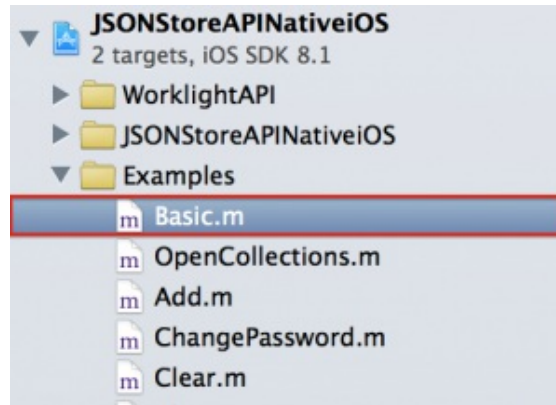 JSONStoreAPINativeiOS
2 targets, iOS SDK 8.1
WorklightAPI
JSONStoreAPINativeiOS
Examples
m Basic.m
m OpenCollections.m
m Add.m
m ChangePassword.m
m Clear.m